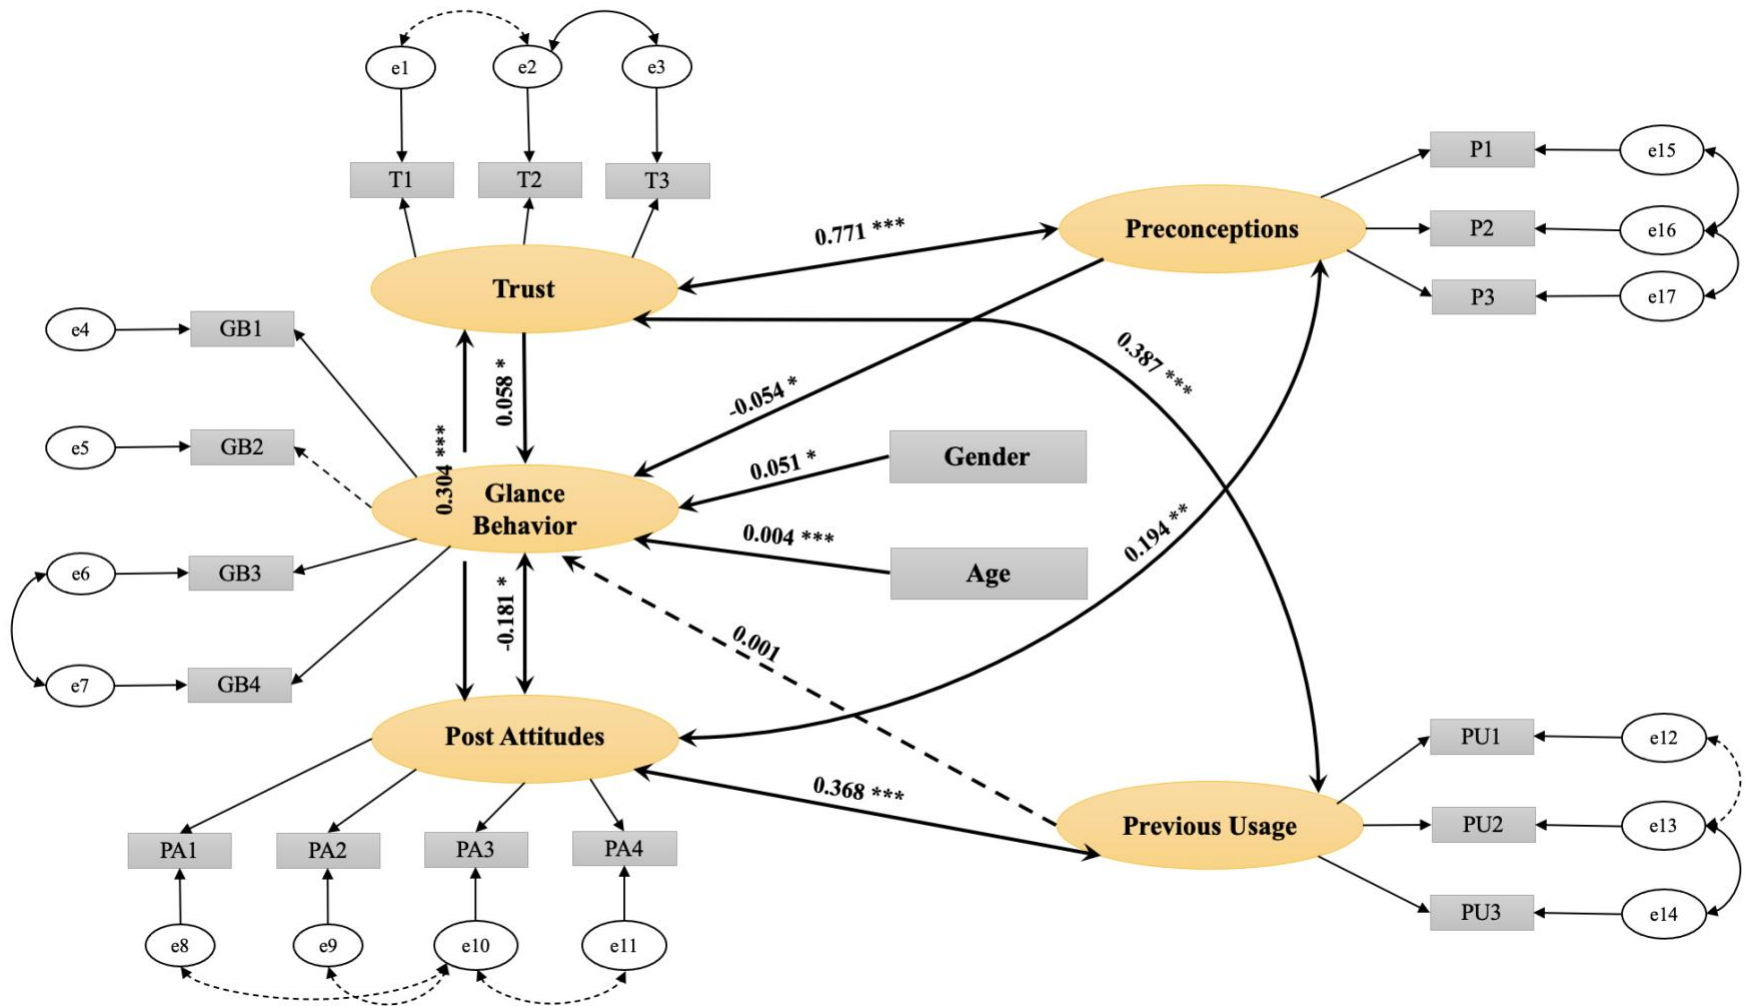 e1
e2
e3
T1
T2
T3
Trust
0.771 ***
Preconceptions
P1
e15
P2
e16
P3
e17
e4
GB1
e5
GB2
0.304 ***
0.058 *
-0.054 *
0.387 ***
Gender
0.051 *
Glance
Behavior
0.004 ***
Age
0.194 **
e6
GB3
e7
GB4
-0.181 *
0.001
Post Attitudes
0.368 ***
Previous Usage
PU1
e12
PU2
e13
PU3
e14
PA1
PA2
PA3
PA4
e8
e9
e10
e11